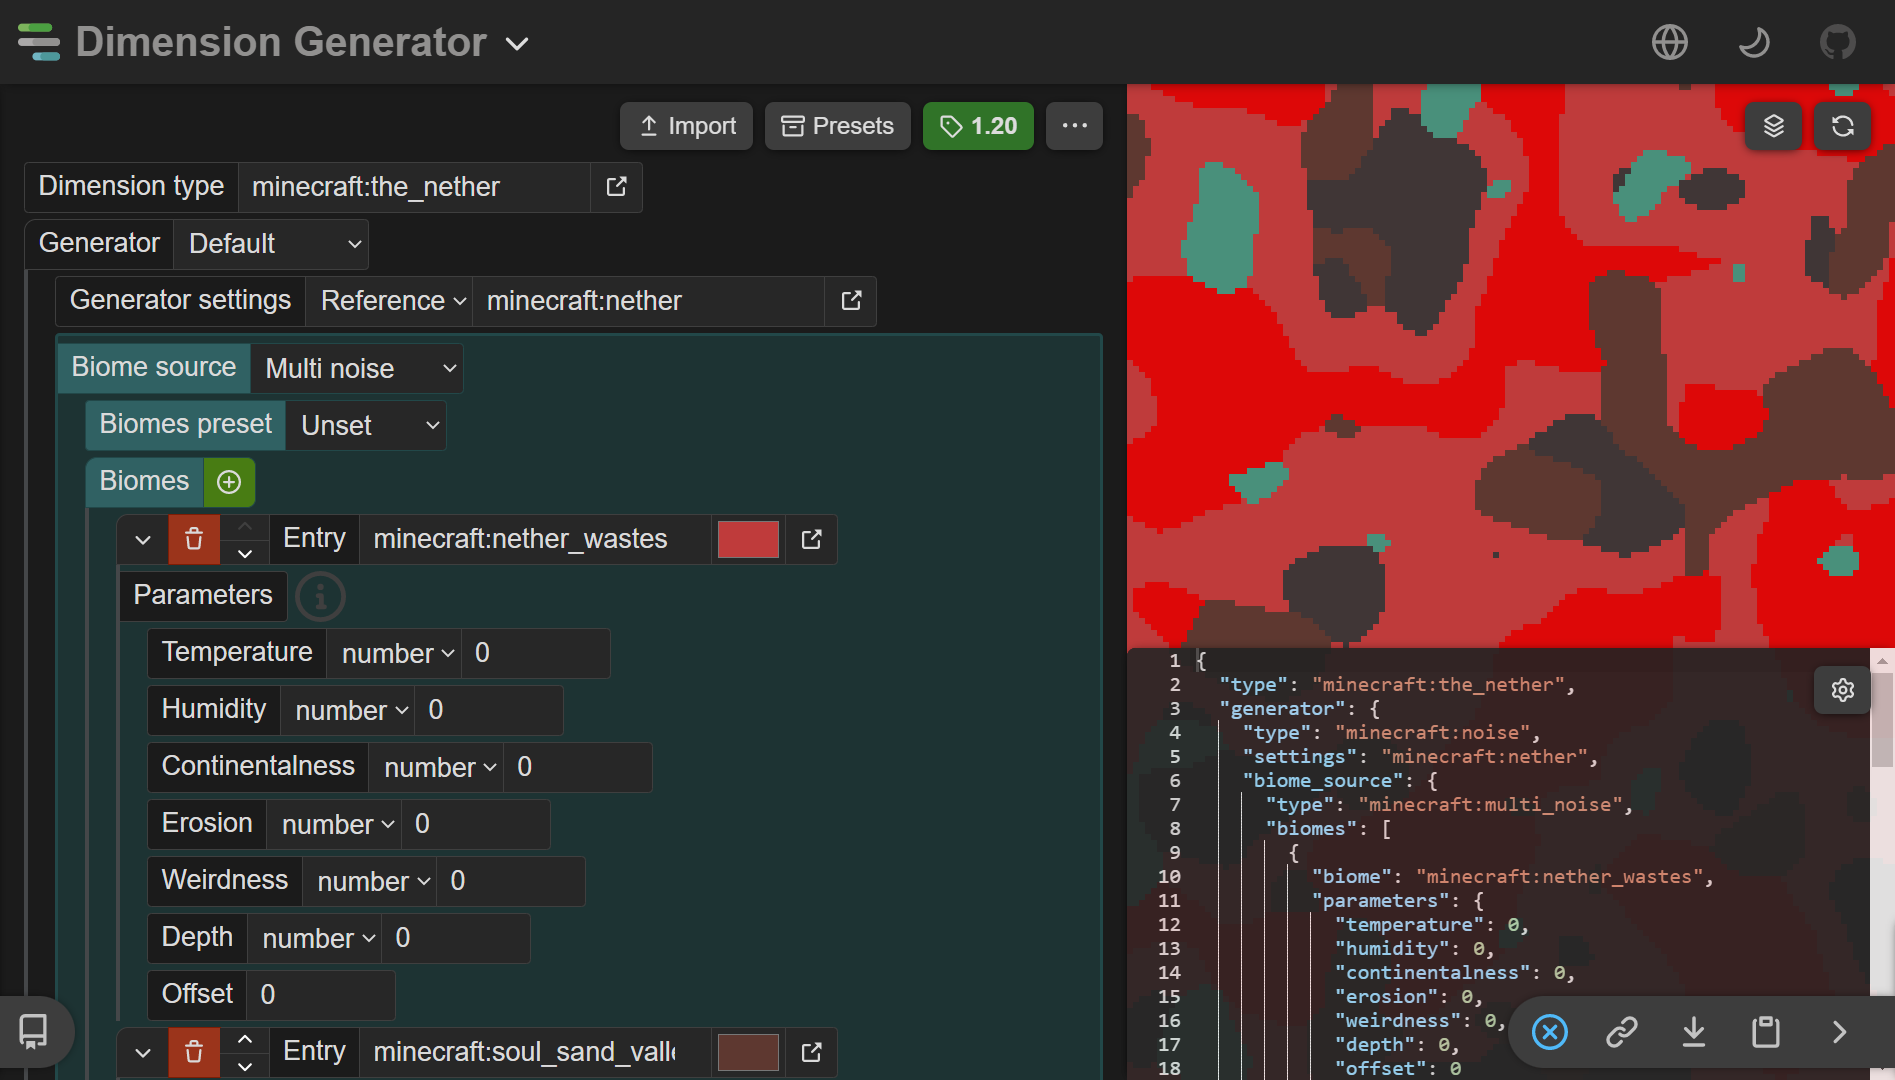 Dimension Generator
Import
Presets
1.20
Dimension type
minecraft:the_nether
Generator
Default
Generator settings
Reference
minecraft:nether
Biome source
Multi noise
Biomes preset
Unset
Biomes
Entry
minecraft:nether_wastes
Parameters
Temperature
number
0
Humidity
number
0
Continentalness
number
0
Erosion
number
0
Weirdness
number
0
Depth
number
0
Offset
0
Entry
minecraft:soul_sand_valle
1 {
2 "type": "minecraft:the_nether",
3 "generator": {
4 "type": "minecraft:noise",
5 "settings": "minecraft:nether",
6 "biome_source": {
7 "type": "minecraft:multi_noise",
8 "biomes": [
9 {
10 "biome": "minecraft:nether_wastes",
11 "parameters": {
12 "temperature": 0,
13 "humidity": 0,
14 "continentalness": 0,
15 "erosion": 0,
16 "weirdness": 0,
17 "depth": 0,
18 "offset": 0